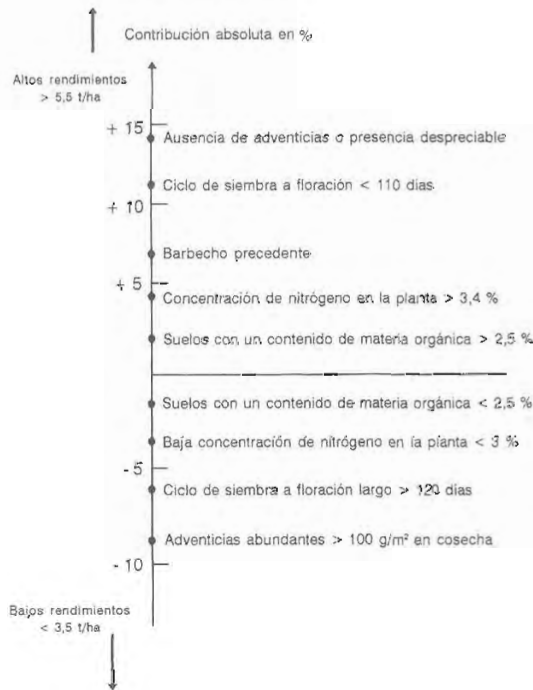 Contribución absoluta en %
Altos rendimientos
> 5,5 t/ha
+ 15
Ausencia de adventicias o presencia despreciable
Ciclo de siembra a floración < 110 dias
+ 10
Barbecho precedente
+ 5
Concentración de nitrógeno en la planta > 3,4 %
Suelos con un contenido de materia orgánica > 2,5 %
Suelos con un contenido de materia orgánica < 2,5 %
Baja concentración de nitrógeno en la planta < 3 %
- 5
Ciclo de siembra a floración largo > 120 dias
Adventicias abundantes > 100 g/m² en cosecha
- 10
Bajos rendimientos
< 3,5 t/ha